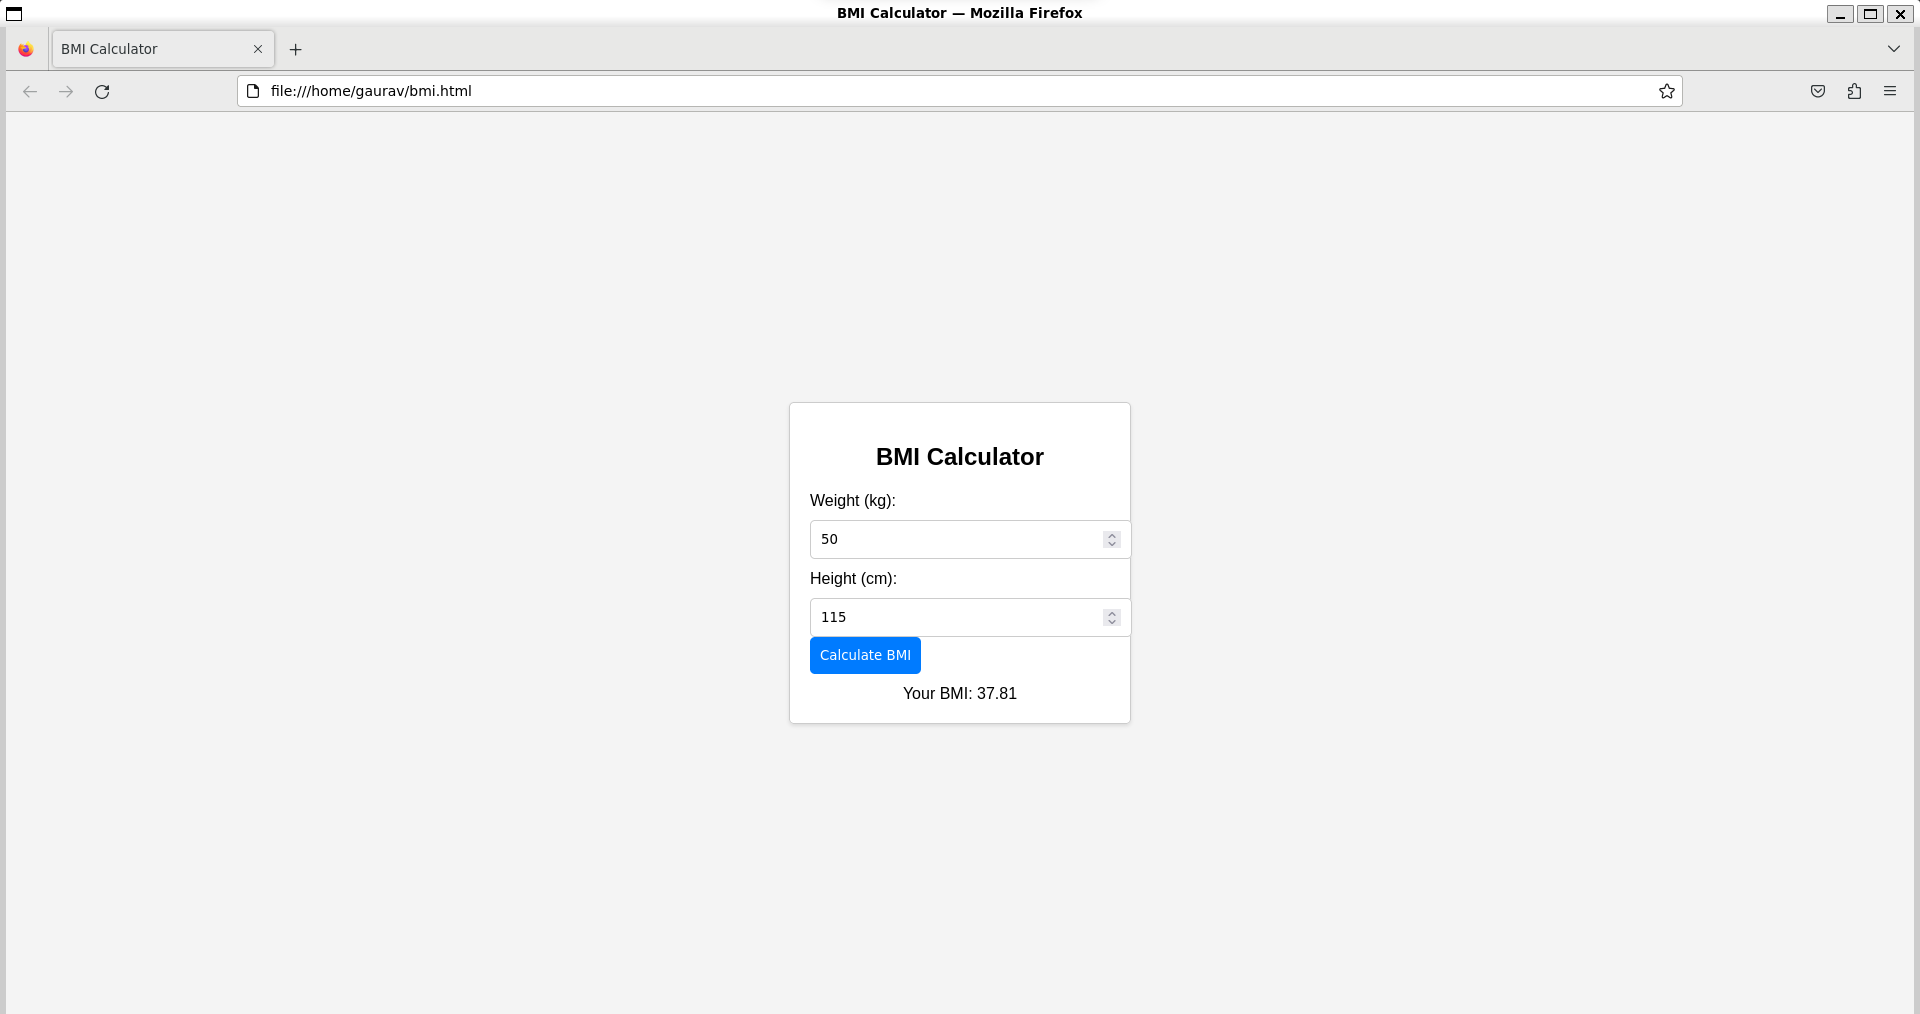 BMI Calculator — Mozilla Firefox
BMI Calculator
file:///home/gaurav/bmi.html
BMI Calculator
Weight (kg):
50
Height (cm):
115
Calculate BMI
Your BMI: 37.81